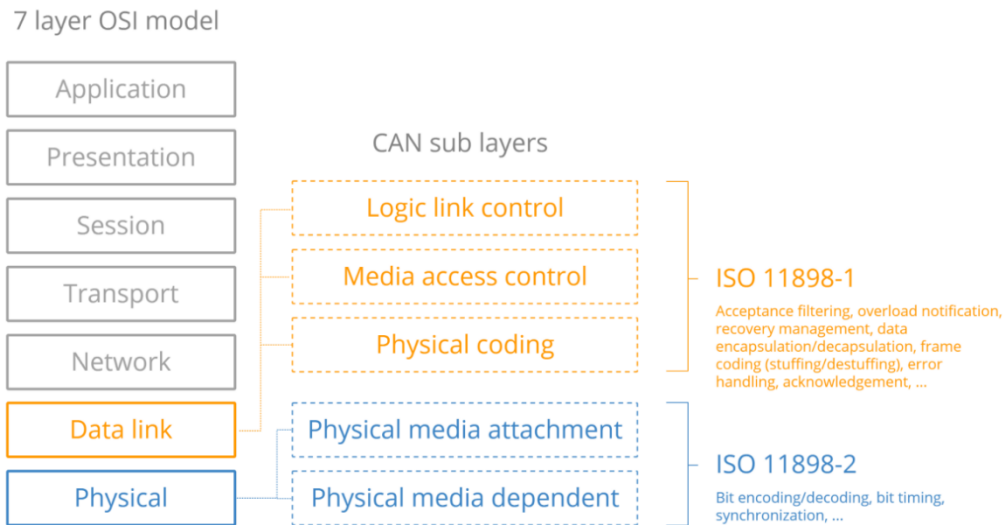 7 layer OSI model
Application
Presentation
Session
Transport
Network
Data link
Physical
CAN sub layers
Logic link control
Media access control
Physical coding
Physical media attachment
Physical media dependent
ISO 11898-1
Acceptance filtering, overload notification,
recovery management, data
encapsulation/decapsulation, frame
coding (stuffing/destuffing), error
handling, acknowledgement, ...
ISO 11898-2
Bit encoding/decoding, bit timing,
synchronization, ...